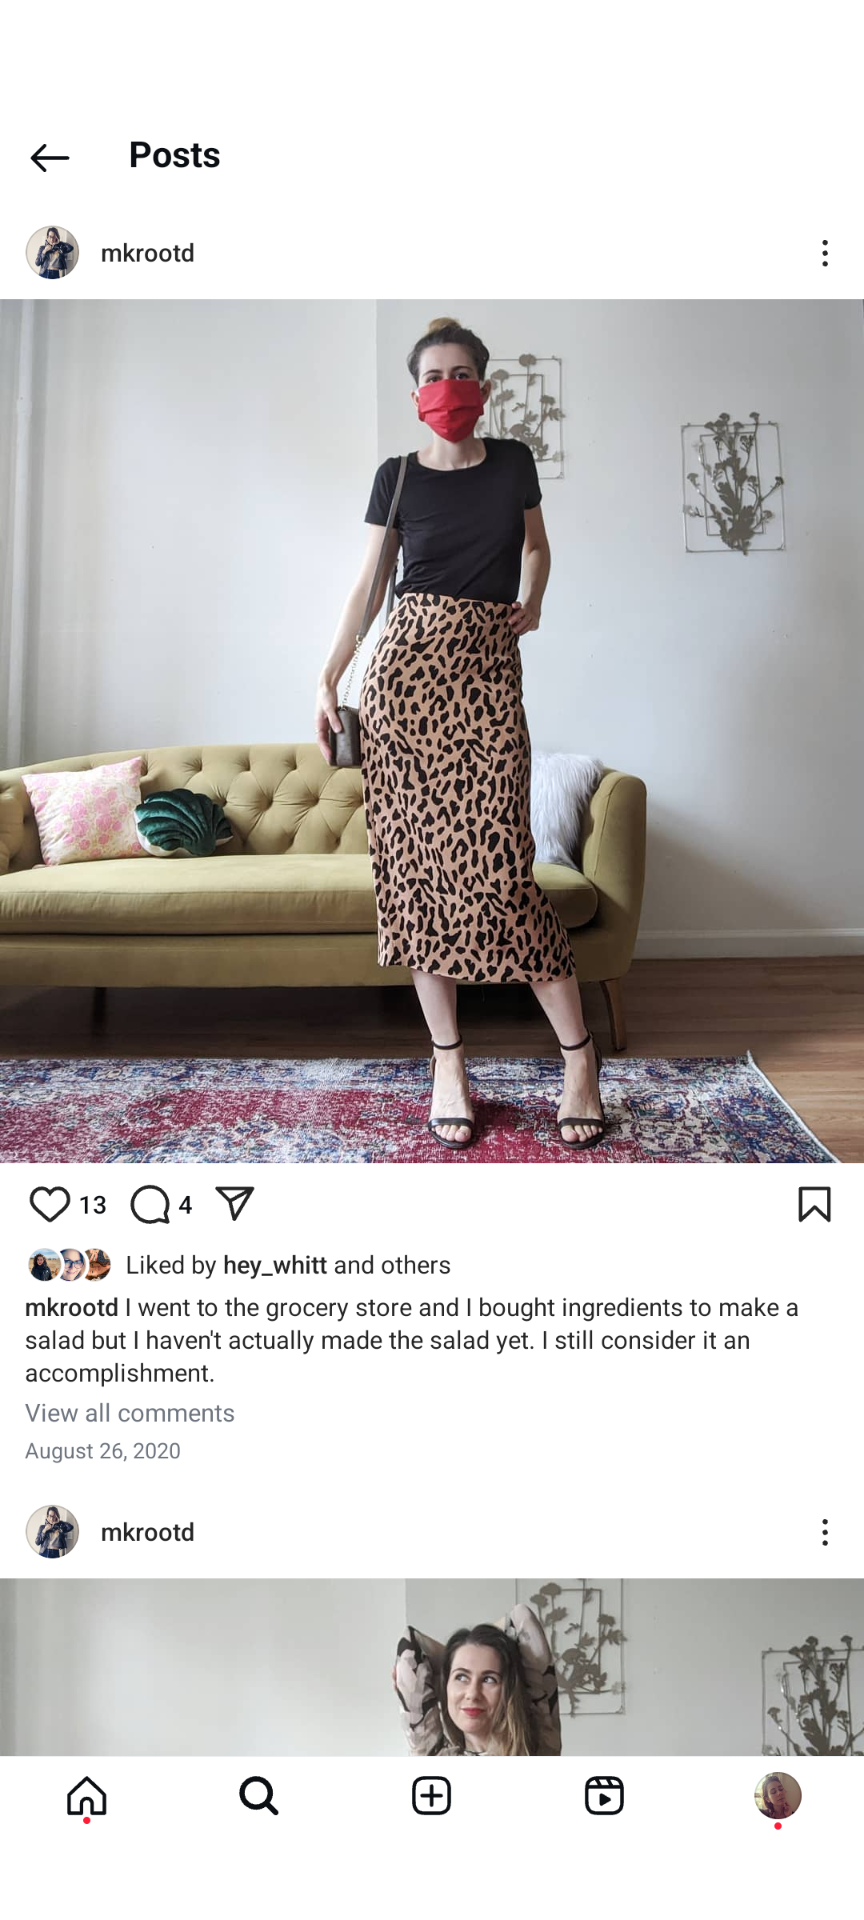 Posts
mkrootd
13
4
Liked by hey_whitt and others
mkrootd I went to the grocery store and I bought ingredients to make a
salad but I haven't actually made the salad yet. I still consider it an
accomplishment.
View all comments
August 26, 2020
mkrootd